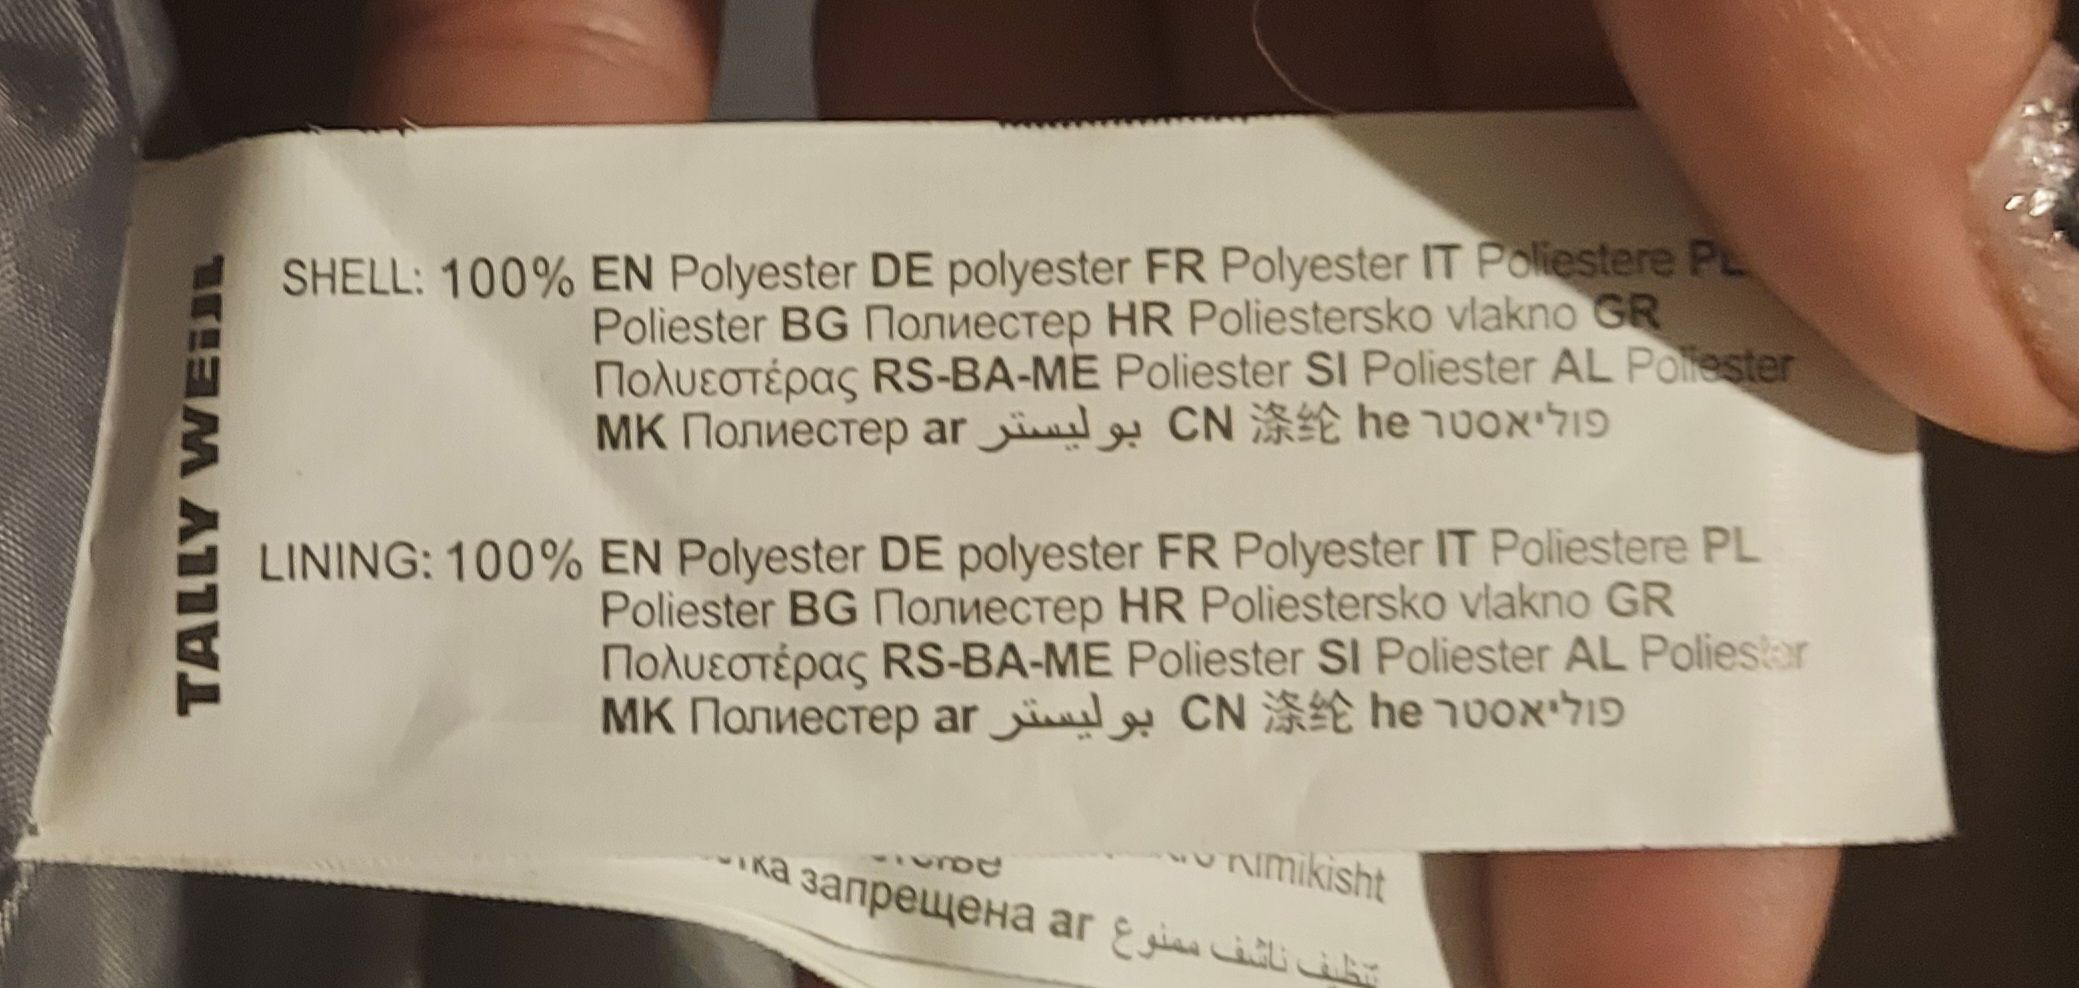 TALLY WEiJL
SHELL: 100% EN Polyester DE polyester FR Polyester IT Poliestere PL
Poliester BG Полиестер HR Poliestersko vlakno GR
Πολυεστέρας RS-BA-ME Poliester SI Poliester AL Poliester
MK Полиестер ar بوليستر CN 涤纶 he פוליאסטר
LINING: 100% EN Polyester DE polyester FR Polyester IT Poliestere PL
Poliester BG Полиестер HR Poliestersko vlakno GR
Πολυεστέρας RS-BA-ME Poliester SI Poliester AL Poliester
MK Полиестер ar بوليستر CN 涤纶 he פוליאסטר
Kimikisht
запрещена ar تنظيف ناشف ممنوع